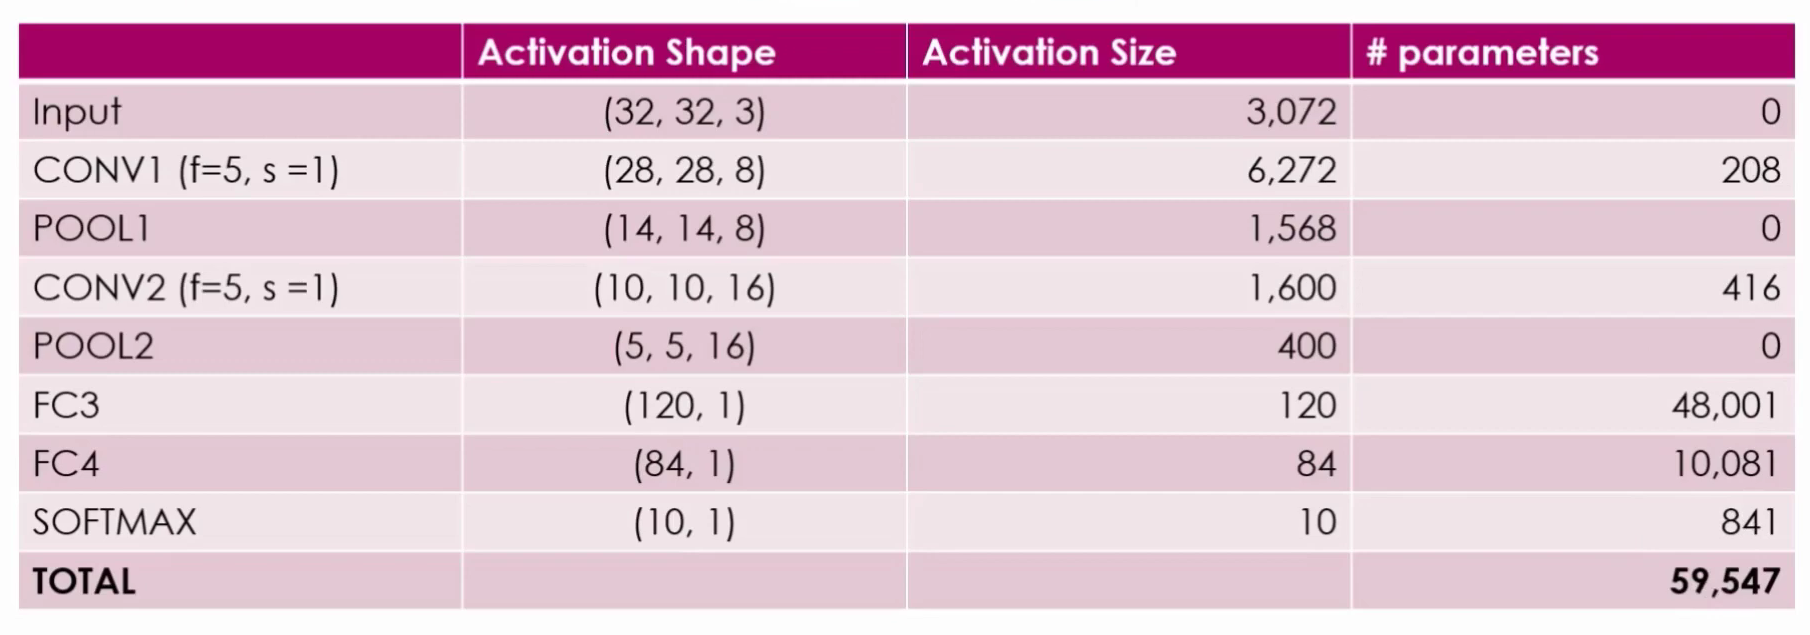 Activation Shape Activation Size # parameters
Input (32, 32, 3) 3,072 0
CONV1 (f=5, s =1) (28, 28, 8) 6,272 208
POOL1 (14, 14, 8) 1,568 0
CONV2 (f=5, s =1) (10, 10, 16) 1,600 416
POOL2 (5, 5, 16) 400 0
FC3 (120, 1) 120 48,001
FC4 (84, 1) 84 10,081
SOFTMAX (10, 1) 10 841
TOTAL 59,547